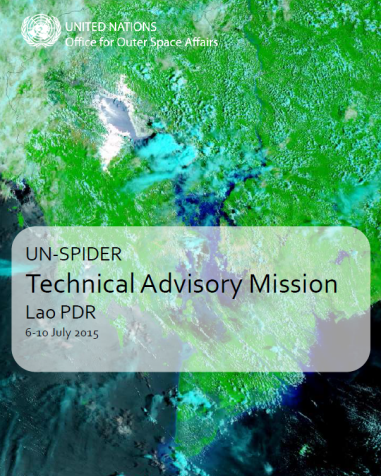 UNITED NATIONS
Office for Outer Space Affairs
UN-SPIDER
Technical Advisory Mission
Lao PDR
6-10 July 2015